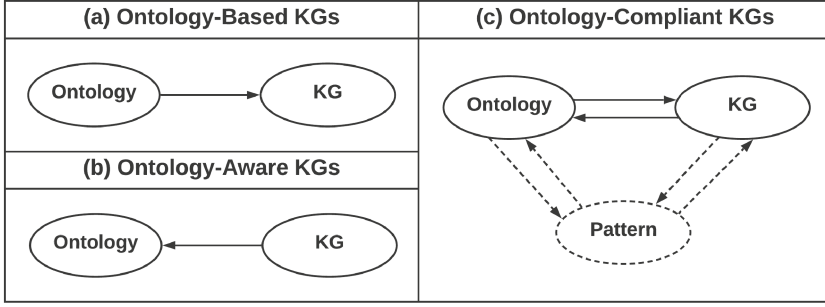 (a) Ontology-Based KGs
Ontology
KG
(b) Ontology-Aware KGs
Ontology
KG
(c) Ontology-Compliant KGs
Ontology
KG
Pattern